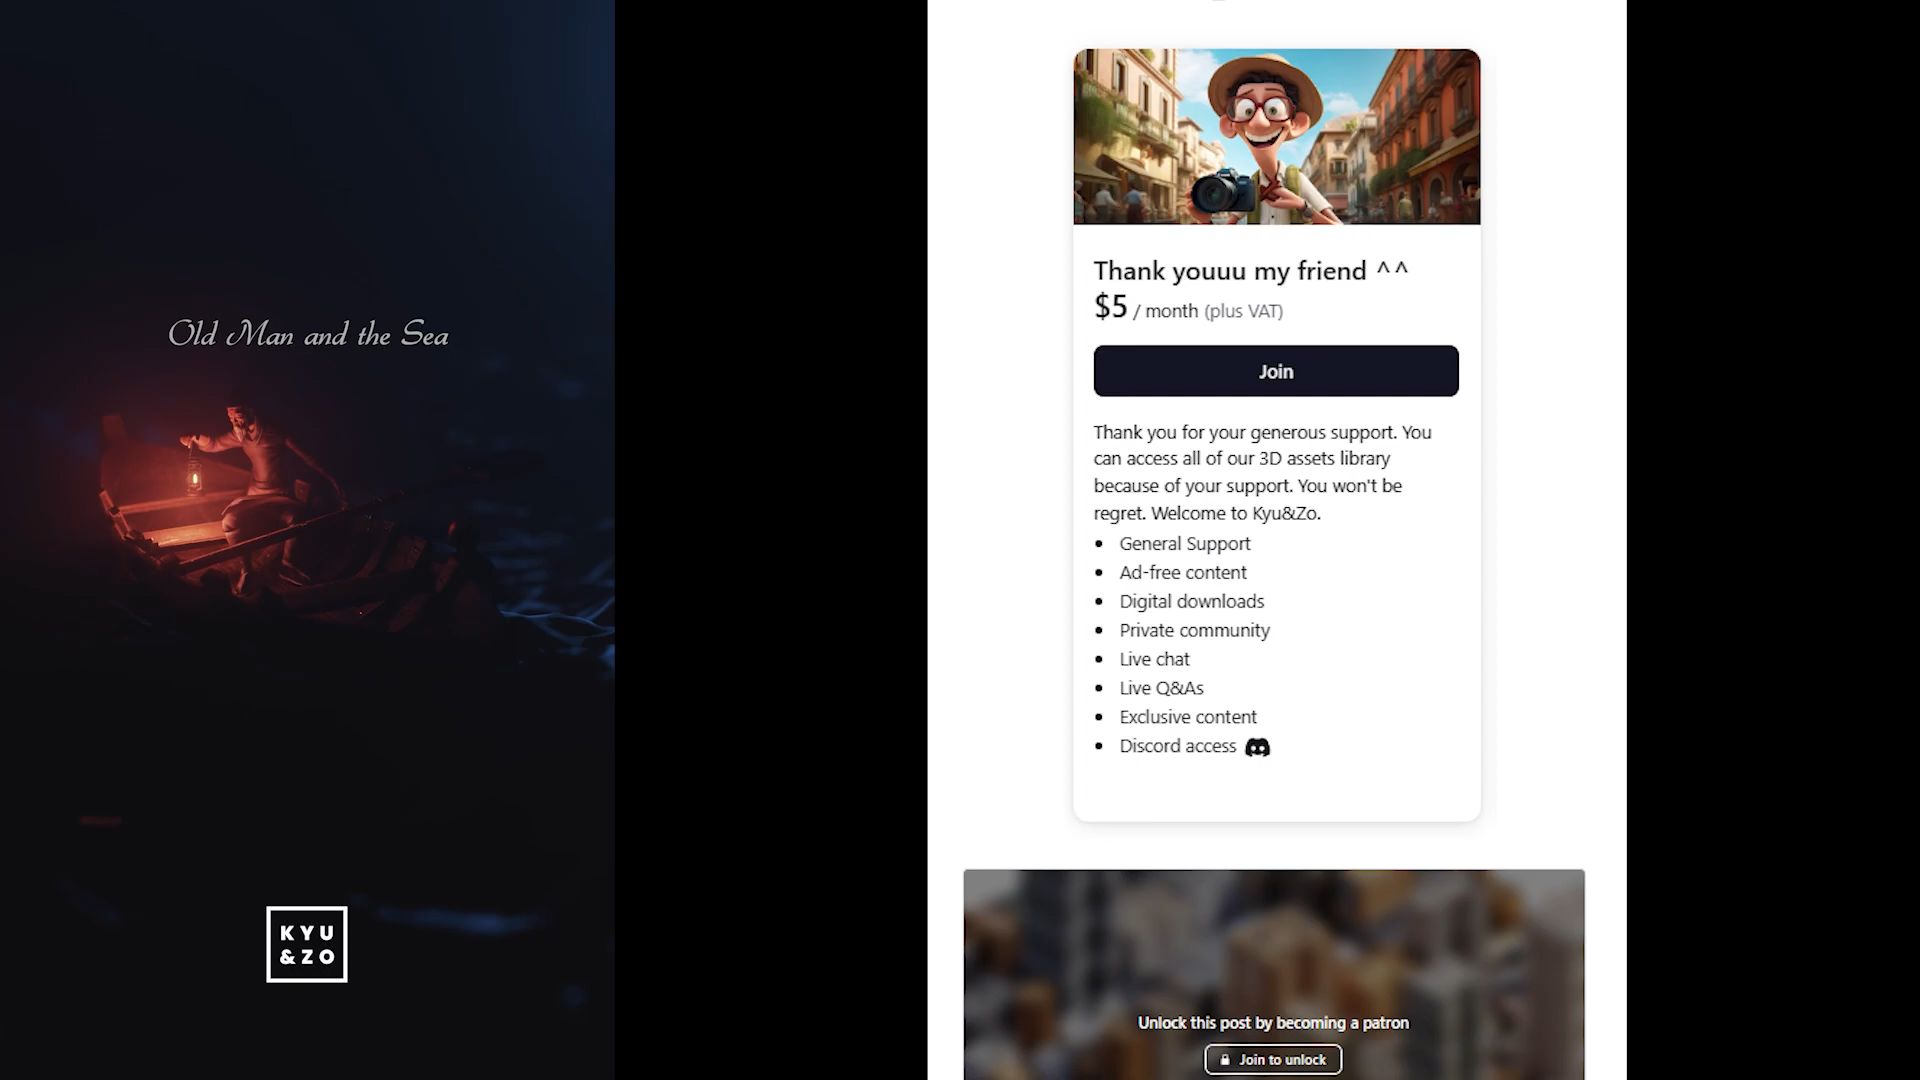 Old Man and the Sea
KYU
&ZO
Thank youuu my friend ^^
$5 / month (plus VAT)
Join
Thank you for your generous support. You
can access all of our 3D assets library
because of your support. You won't be
regret. Welcome to Kyu&Zo.
• General Support
• Ad-free content
• Digital downloads
• Private community
• Live chat
• Live Q&As
• Exclusive content
• Discord access
Unlock this post by becoming a patron
Join to unlock